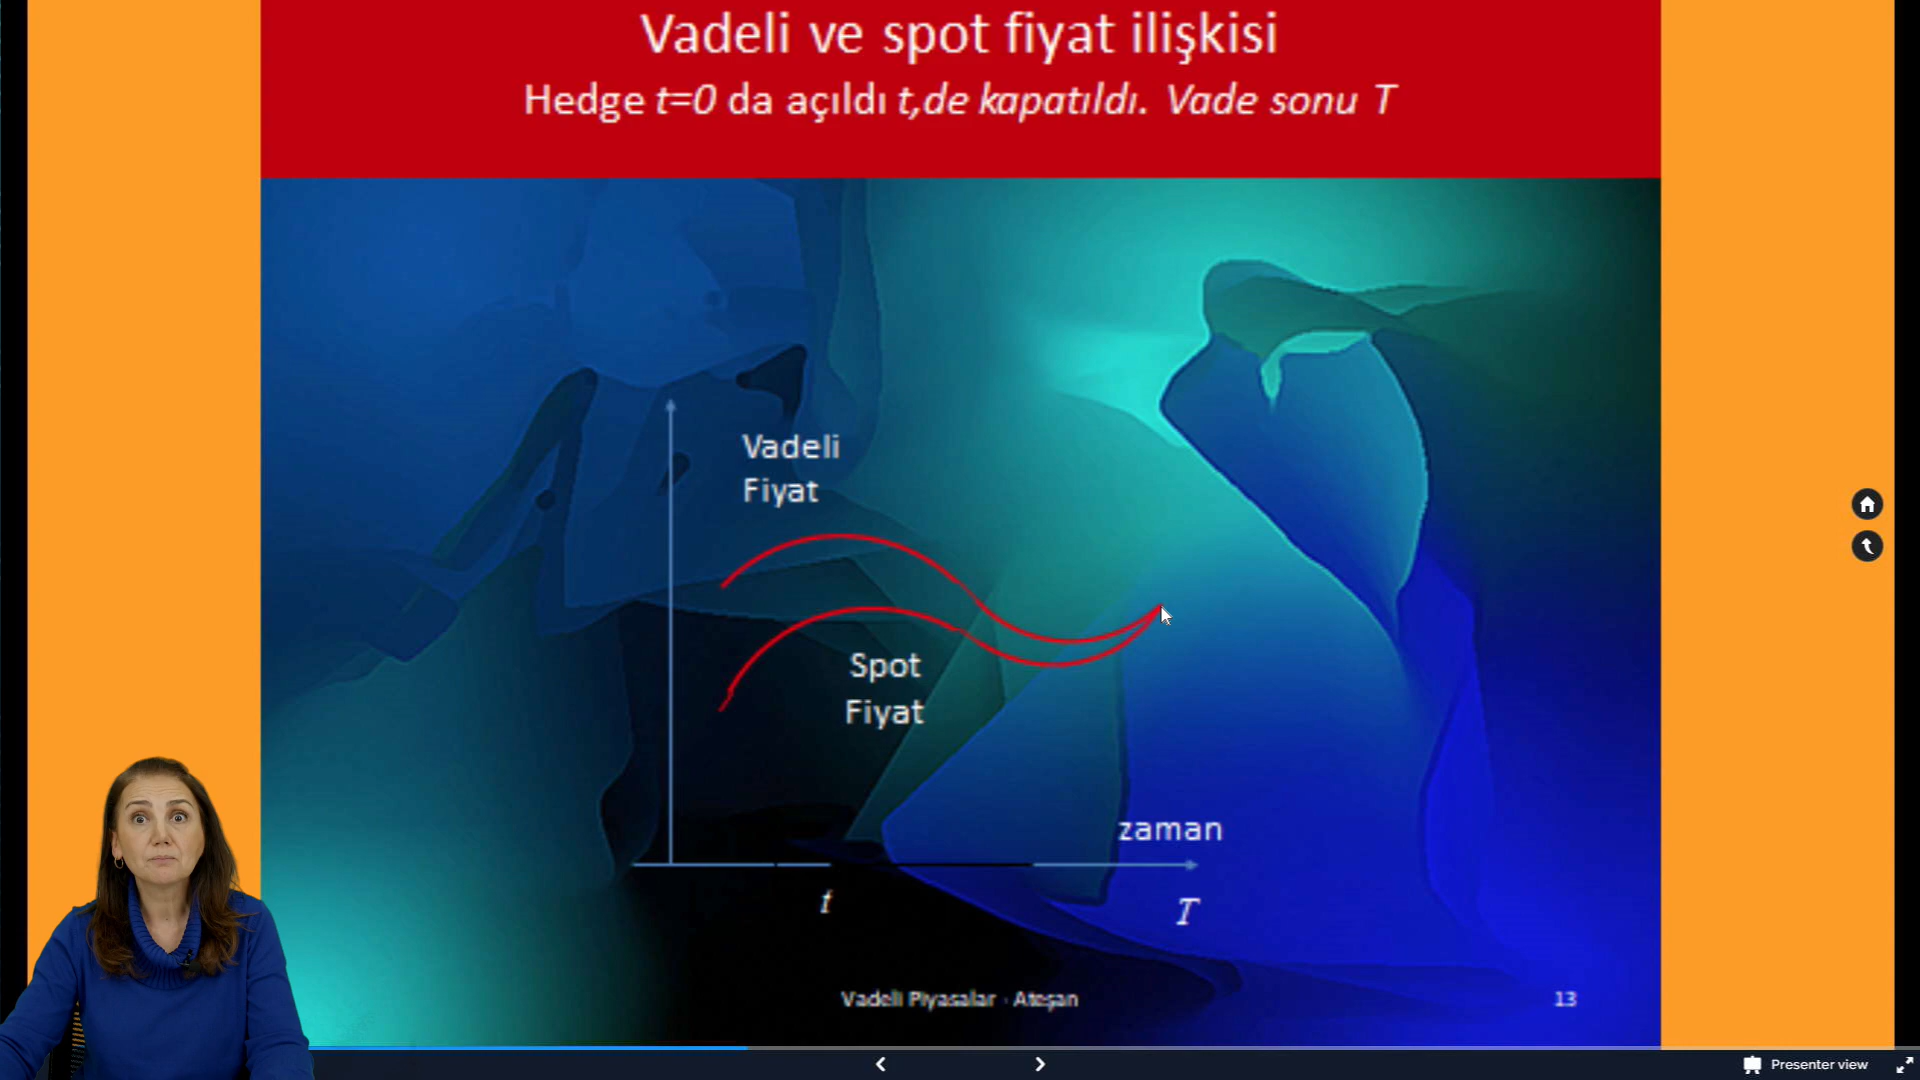 Vadeli ve spot fiyat ilişkisi
Hedge t=0 da açıldı t,de kapatıldı. Vade sonu T
Vadeli
Fiyat
Spot
Fiyat
zaman
t
T
Vadeli Piyasalar - Ateşan
13
Presenter view